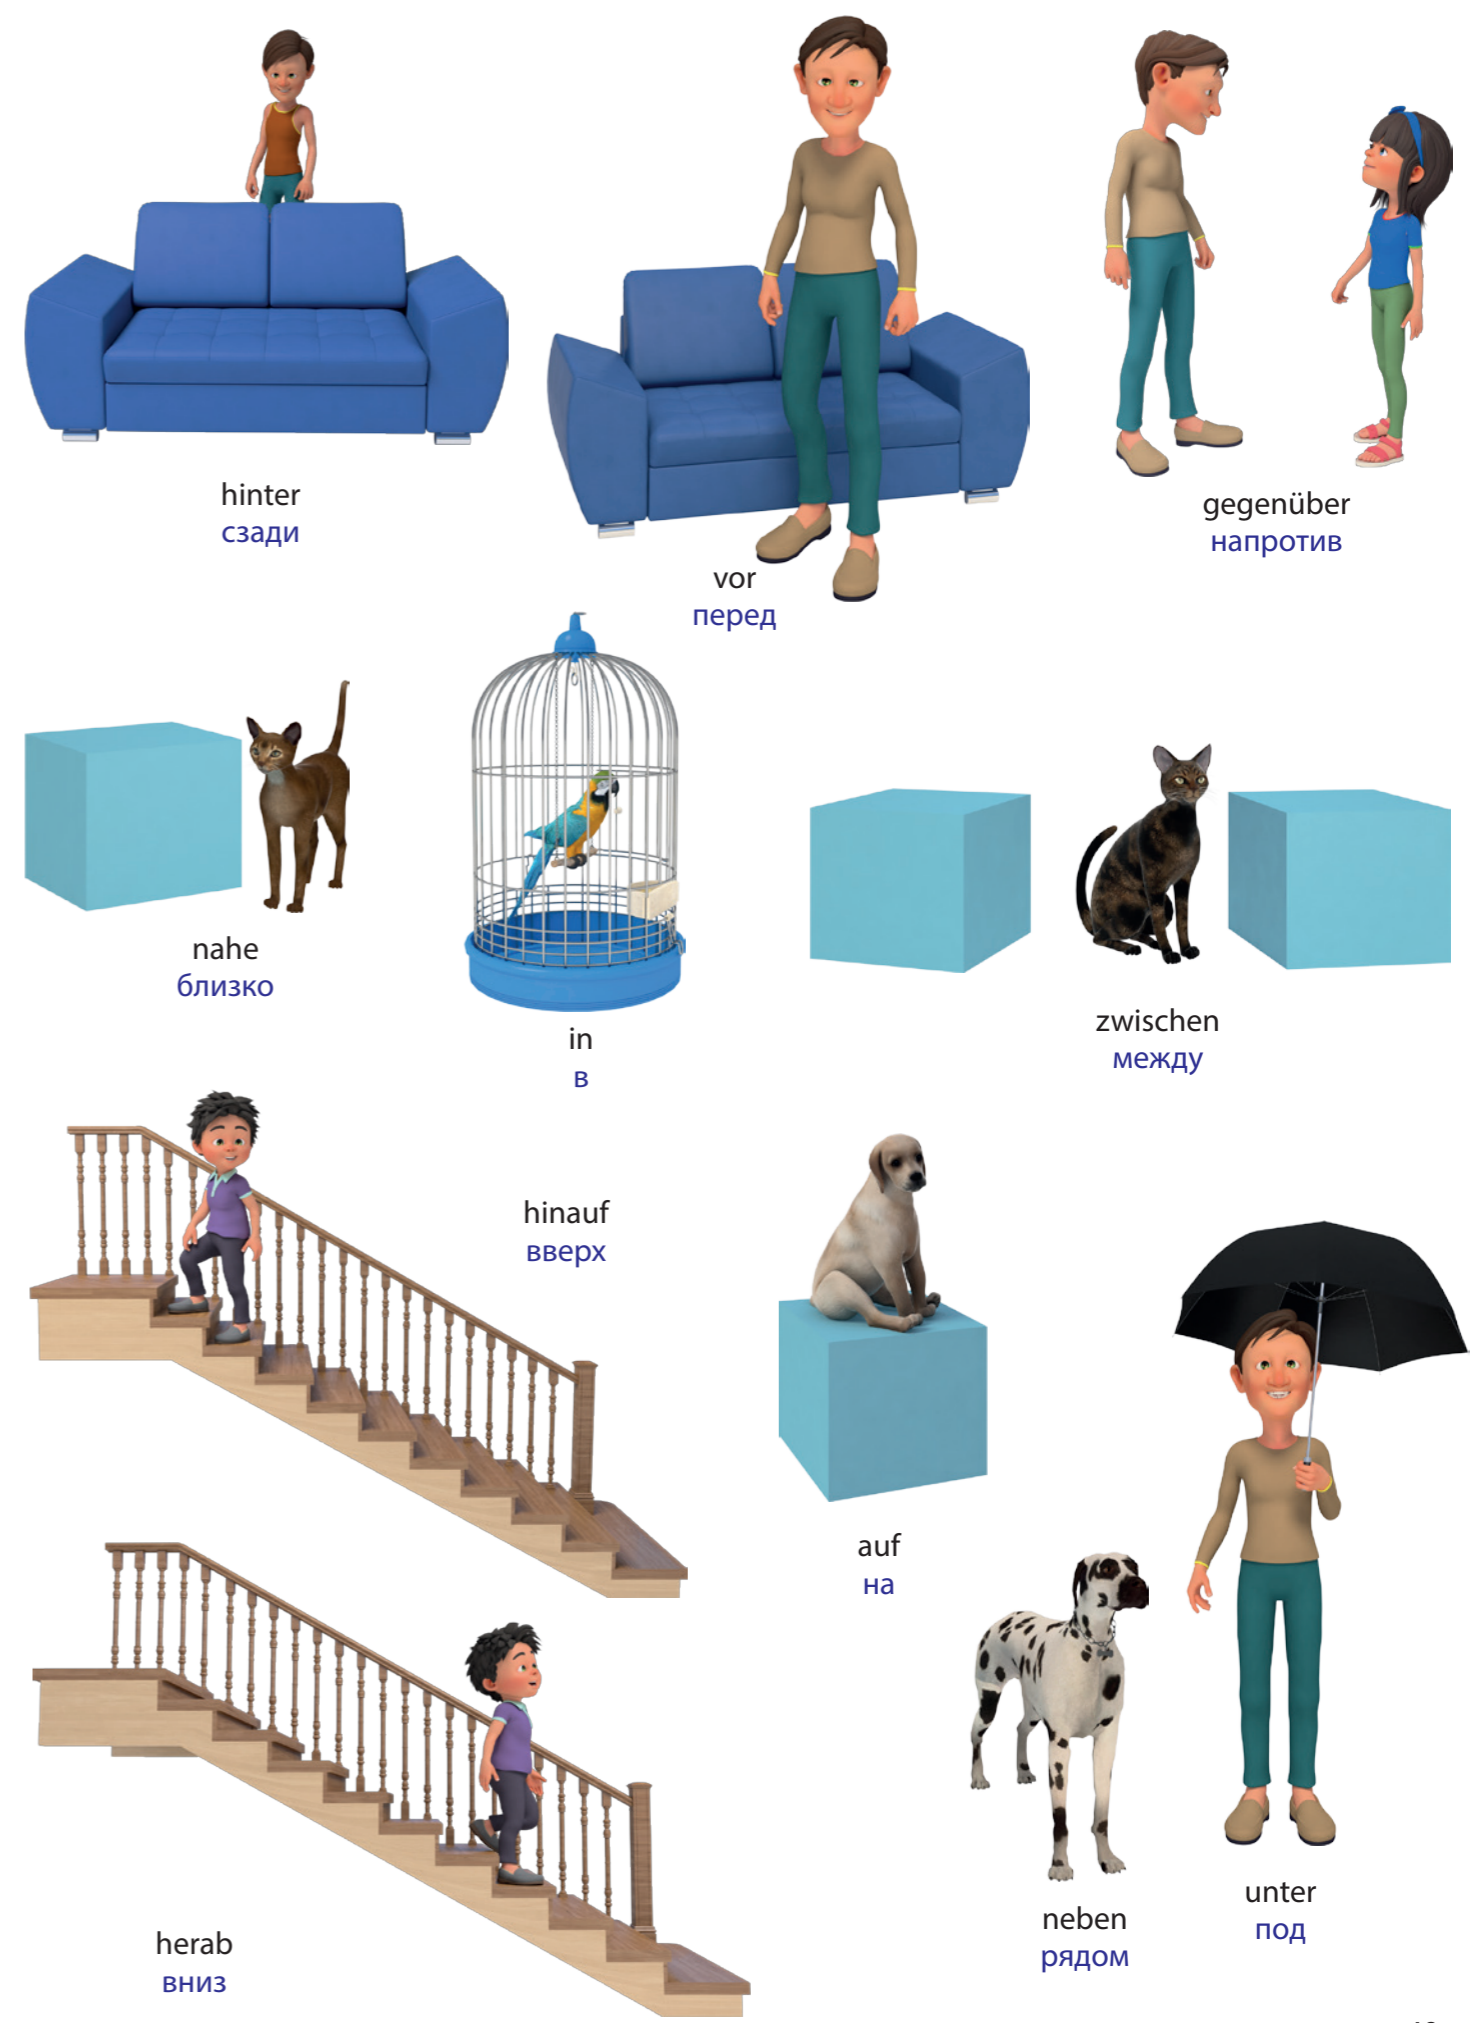 hinter
сзади
vor
перед
gegenüber
напротив
nahe
близко
in
в
zwischen
между
hinauf
вверх
auf
на
herab
вниз
neben
рядом
unter
под